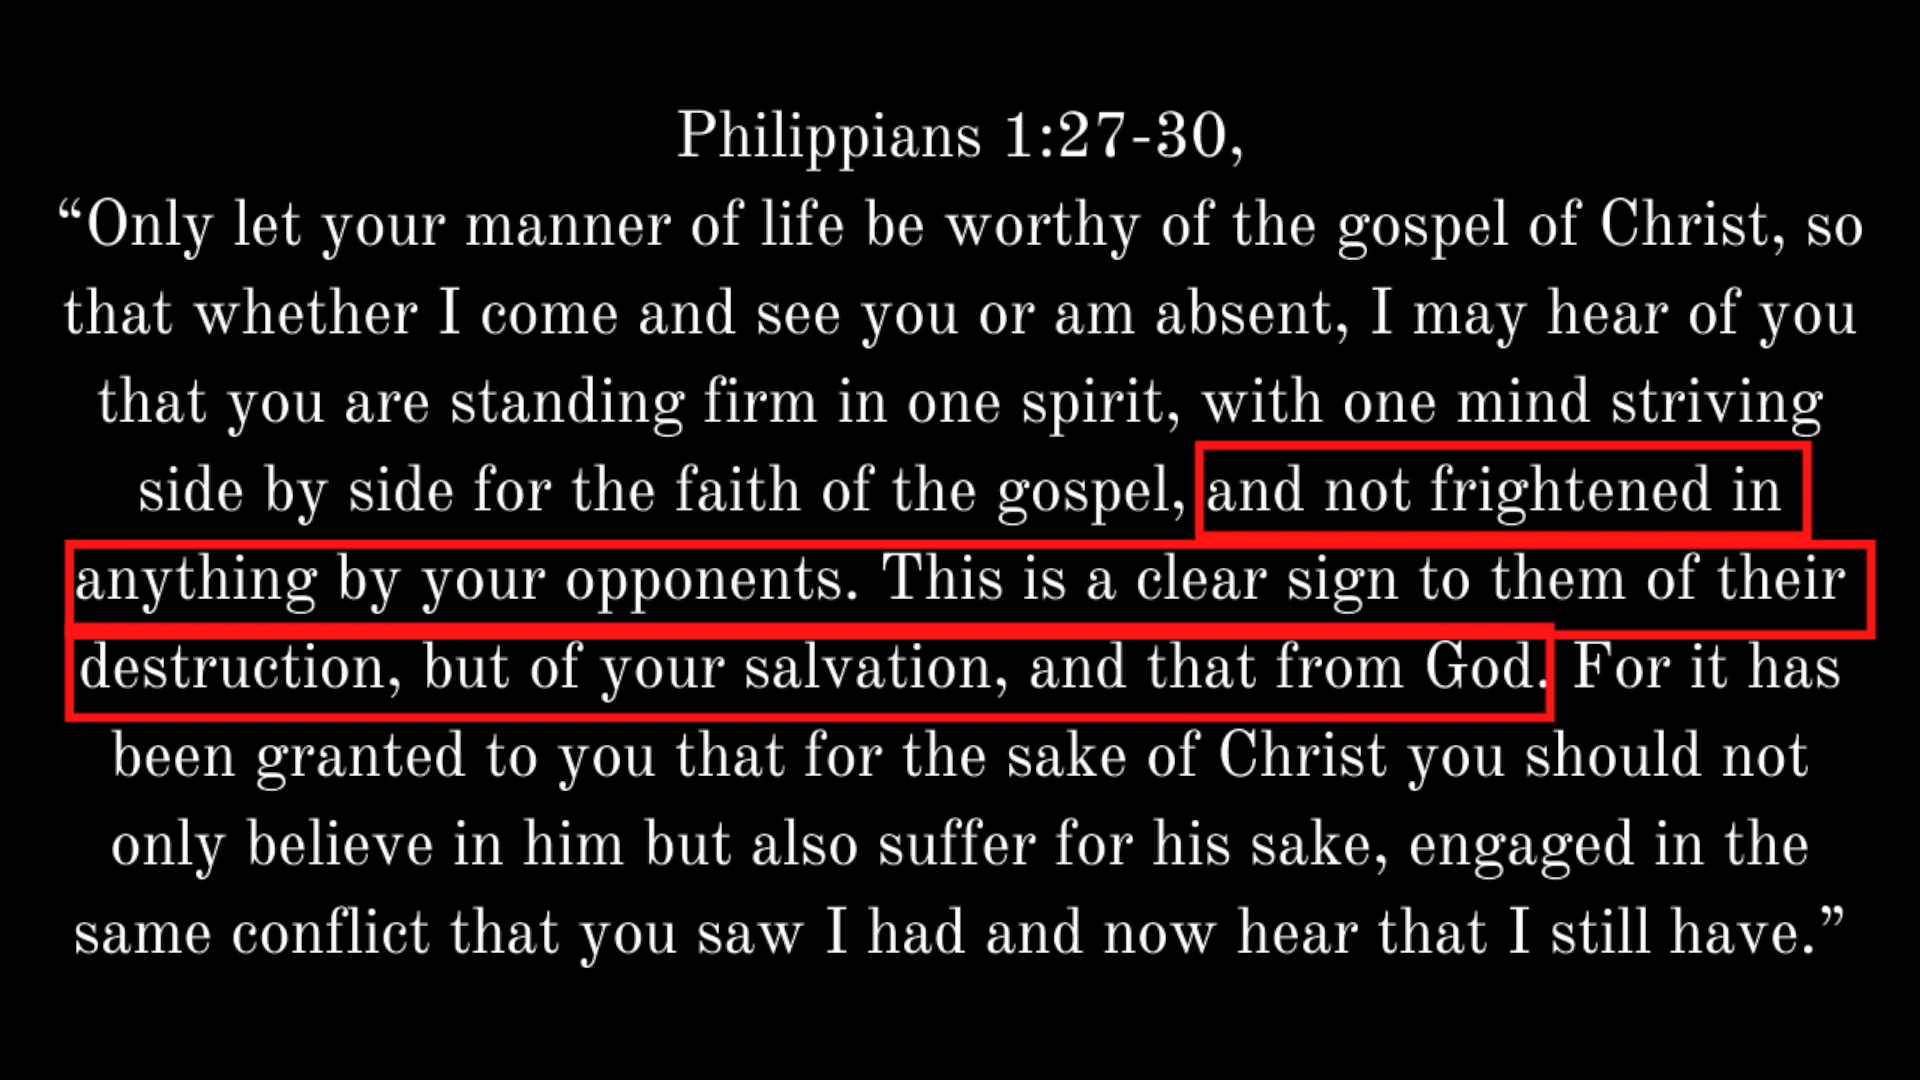 Philippians 1:27-30,
“Only let your manner of life be worthy of the gospel of Christ, so
that whether I come and see you or am absent, I may hear of you
that you are standing firm in one spirit, with one mind striving
side by side for the faith of the gospel, and not frightened in
anything by your opponents. This is a clear sign to them of their
destruction, but of your salvation, and that from God. For it has
been granted to you that for the sake of Christ you should not
only believe in him but also suffer for his sake, engaged in the
same conflict that you saw I had and now hear that I still have.”